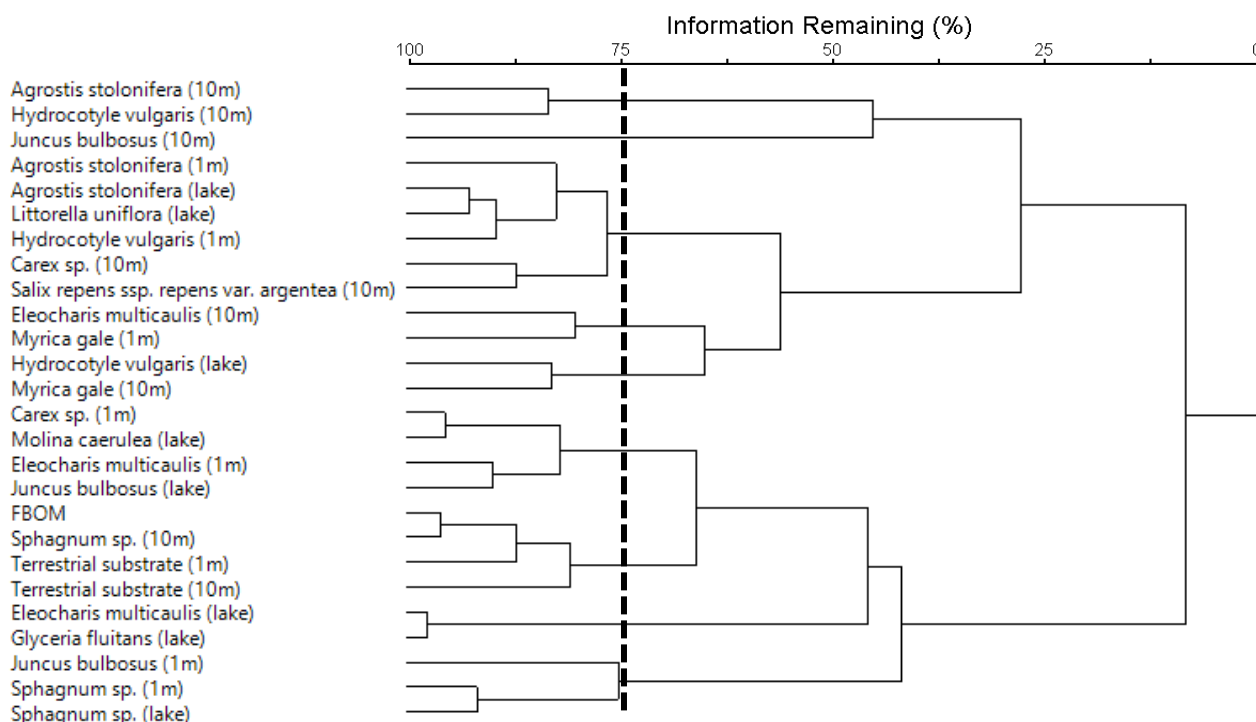 Information Remaining (%)
100 75 50 25 0
Agrostis stolonifera (10m)
Hydrocotyle vulgaris (10m)
Juncus bulbosus (10m)
Agrostis stolonifera (1m)
Agrostis stolonifera (lake)
Littorella uniflora (lake)
Hydrocotyle vulgaris (1m)
Carex sp. (10m)
Salix repens ssp. repens var. argentea (10m)
Eleocharis multicaulis (10m)
Myrica gale (1m)
Hydrocotyle vulgaris (lake)
Myrica gale (10m)
Carex sp. (1m)
Molina caerulea (lake)
Eleocharis multicaulis (1m)
Juncus bulbosus (lake)
FBOM
Sphagnum sp. (10m)
Terrestrial substrate (1m)
Terrestrial substrate (10m)
Eleocharis multicaulis (lake)
Glyceria fluitans (lake)
Juncus bulbosus (1m)
Sphagnum sp. (1m)
Sphagnum sp. (lake)